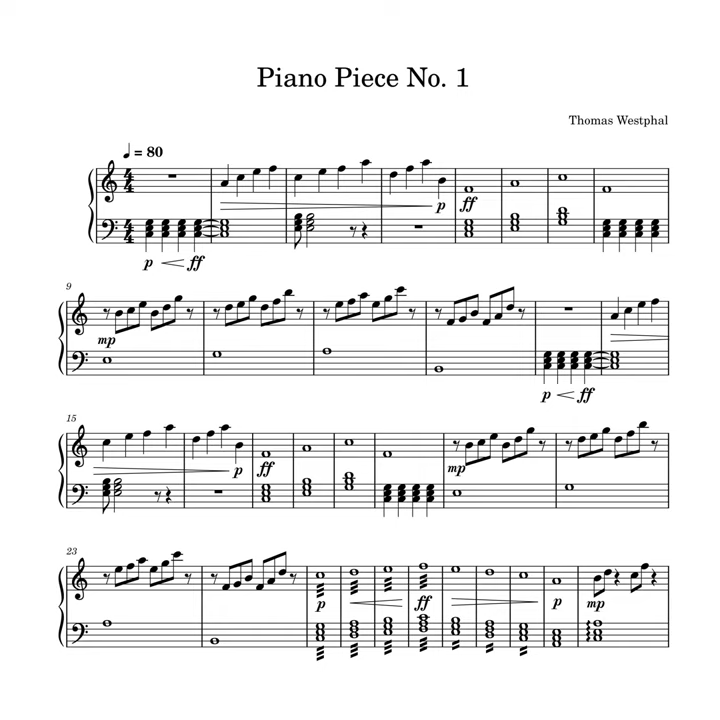 Piano Piece No. 1
Thomas Westphal
♩ = 80
4 4
4 4
p ff
p ff
9
mp
p ff
15
p ff mp
23
p ff p mp